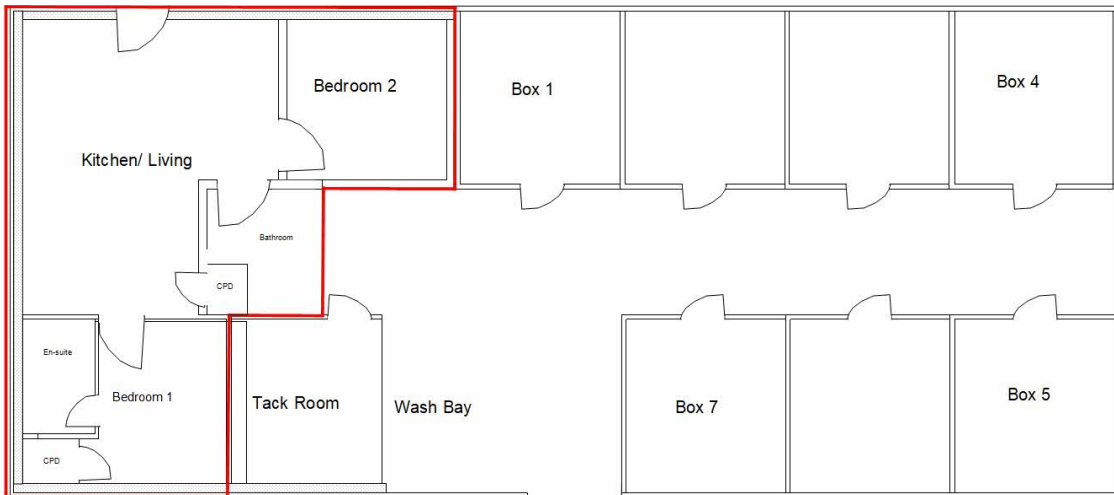 Bedroom 2
Box 1
Box 4
Kitchen/ Living
Bathroom
CPD
En-suite
Bedroom 1
Tack Room
Wash Bay
Box 7
Box 5
CPD